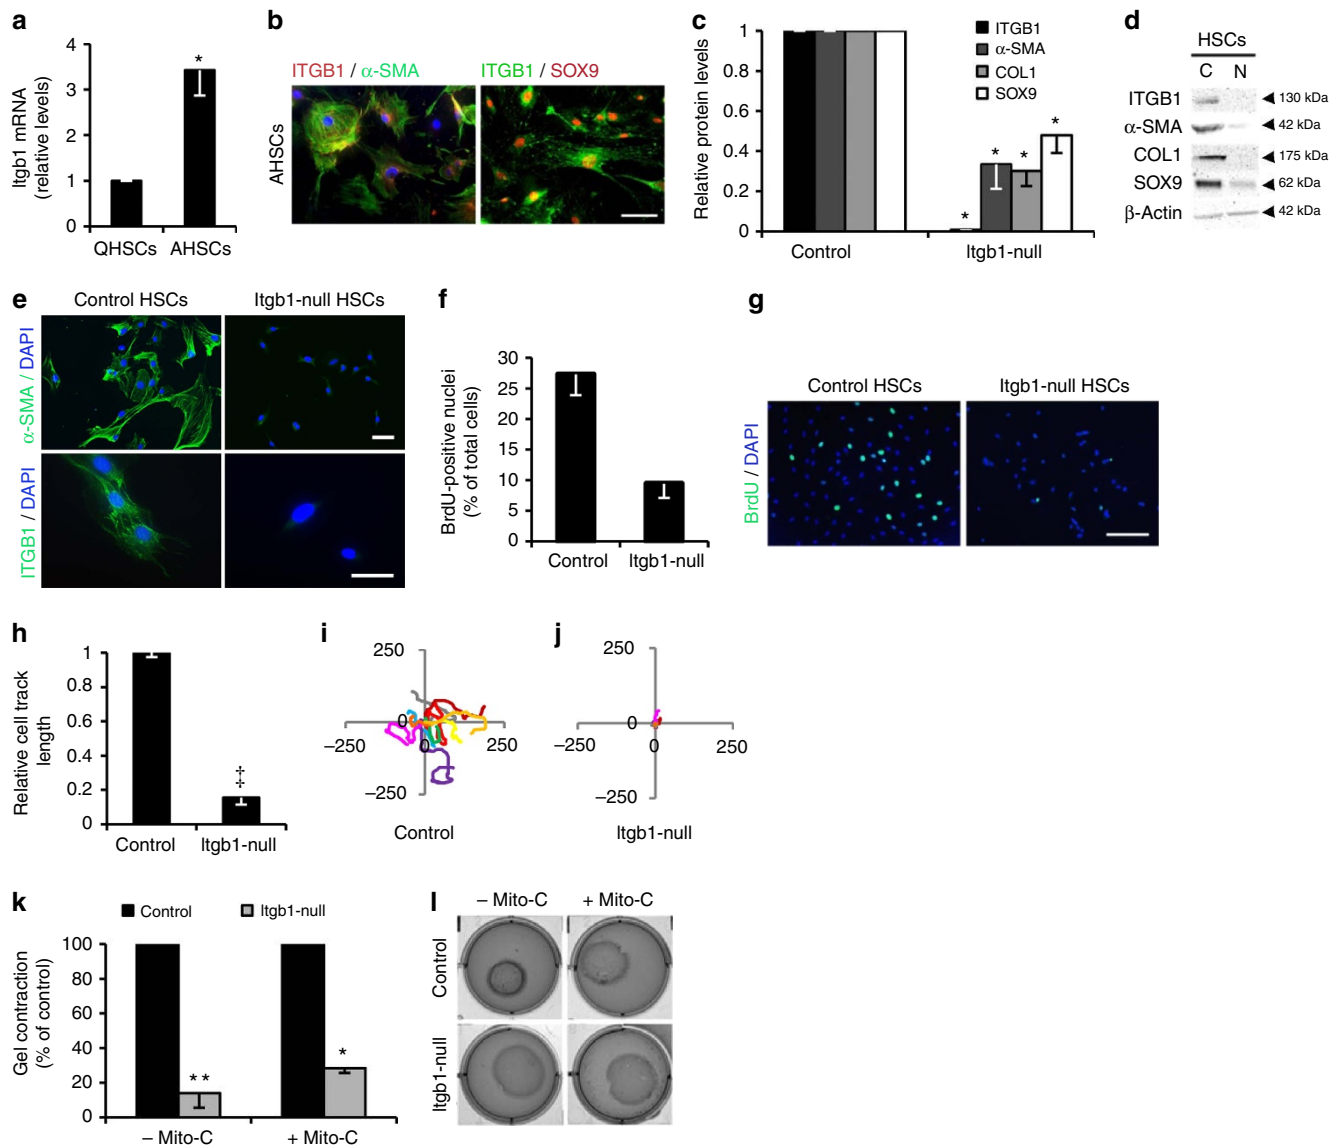 a
4
3
2
1
0
Itgb1 mRNA
(relative levels)
*
QHSCs
AHSCs
b
ITGB1 / α-SMA
ITGB1 / SOX9
AHSCs
c
1
0.8
0.6
0.4
0.2
0
Relative protein levels
ITGB1
α-SMA
COL1
SOX9
*
*
*
*
Control
Itgb1-null
d
HSCs
C N
ITGB1 130 kDa
α-SMA 42 kDa
COL1 175 kDa
SOX9 62 kDa
β-Actin 42 kDa
e
Control HSCs
Itgb1-null HSCs
α-SMA / DAPI
ITGB1 / DAPI
f
30
25
20
15
10
5
0
BrdU-positive nuclei
(% of total cells)
Control
Itgb1-null
g
Control HSCs
Itgb1-null HSCs
BrdU / DAPI
h
1
0.8
0.6
0.4
0.2
0
Relative cell track
length
‡
Control
Itgb1-null
i
250
0
−250
0
250
−250
Control
j
250
0
−250
0
250
−250
Itgb1-null
k
Control
Itgb1-null
100
80
60
40
20
0
Gel contraction
(% of control)
**
*
− Mito-C
+ Mito-C
l
− Mito-C
+ Mito-C
Control
Itgb1-null